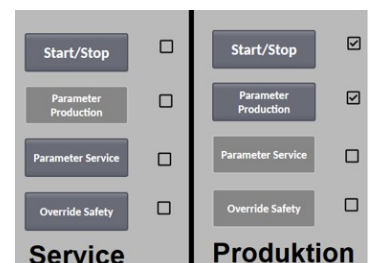 Start/Stop
Parameter
Production
Parameter Service
Override Safety
Service
Start/Stop
Parameter
Production
Parameter Service
Override Safety
Produktion